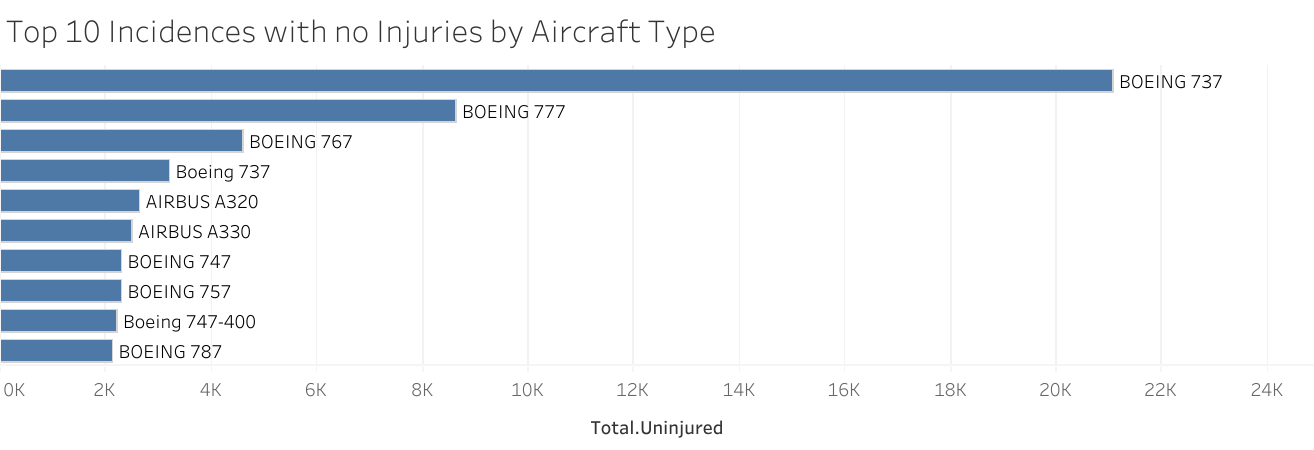 Top 10 Incidences with no Injuries by Aircraft Type
BOEING 737
BOEING 777
BOEING 767
Boeing 737
AIRBUS A320
AIRBUS A330
BOEING 747
BOEING 757
Boeing 747-400
BOEING 787
0K 2K 4K 6K 8K 10K 12K 14K 16K 18K 20K 22K 24K
Total.Uninjured